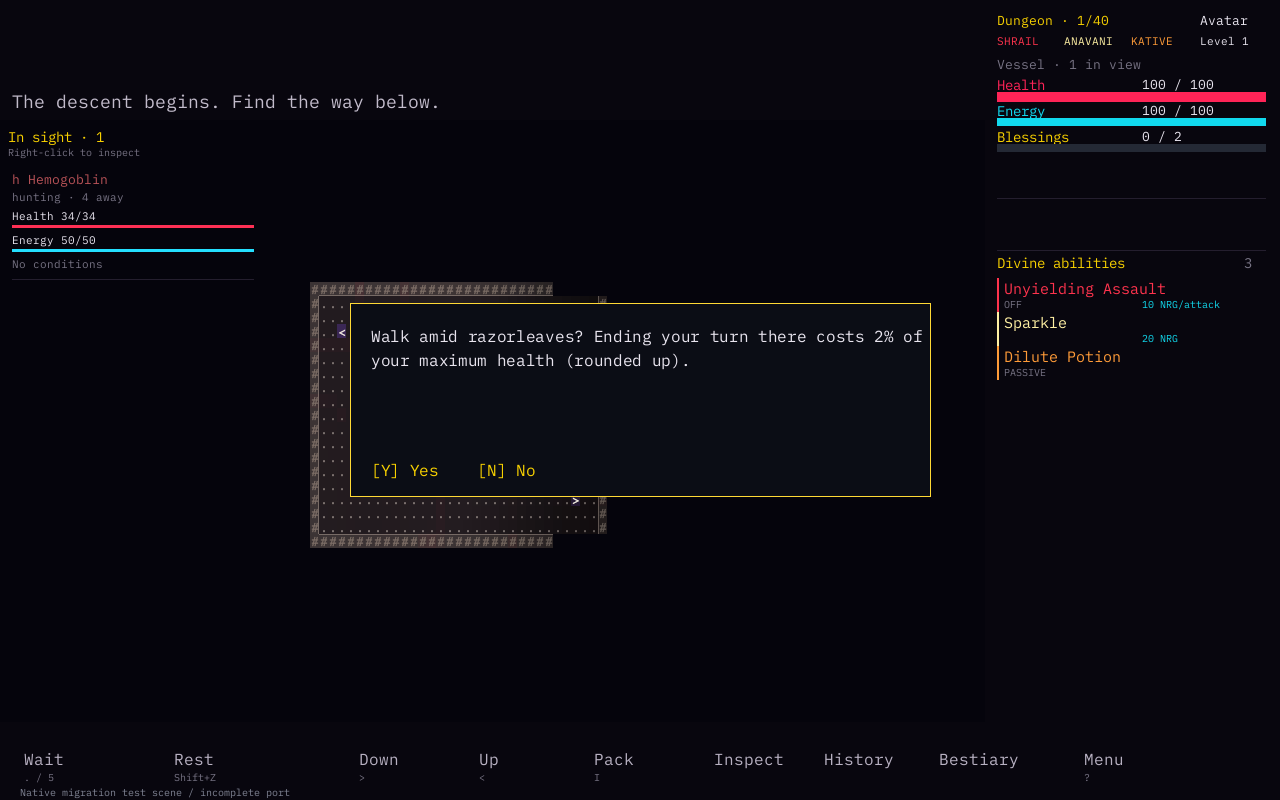 Dungeon · 1/40 Avatar
SHRAIL ANAVANI KATIVE Level 1
Vessel · 1 in view
Health 100 / 100
Energy 100 / 100
Blessings 0 / 2
The descent begins. Find the way below.
In sight · 1
Right-click to inspect
h Hemogoblin
hunting · 4 away
Health 34/34
Energy 50/50
No conditions
Divine abilities 3
Unyielding Assault
OFF 10 NRG/attack
Sparkle
20 NRG
Dilute Potion
PASSIVE
Walk amid razorleaves? Ending your turn there costs 2% of
your maximum health (rounded up).
[Y] Yes [N] No
Wait Rest Down Up Pack Inspect History Bestiary Menu
. / 5 Shift+Z > < I ?
Native migration test scene / incomplete port